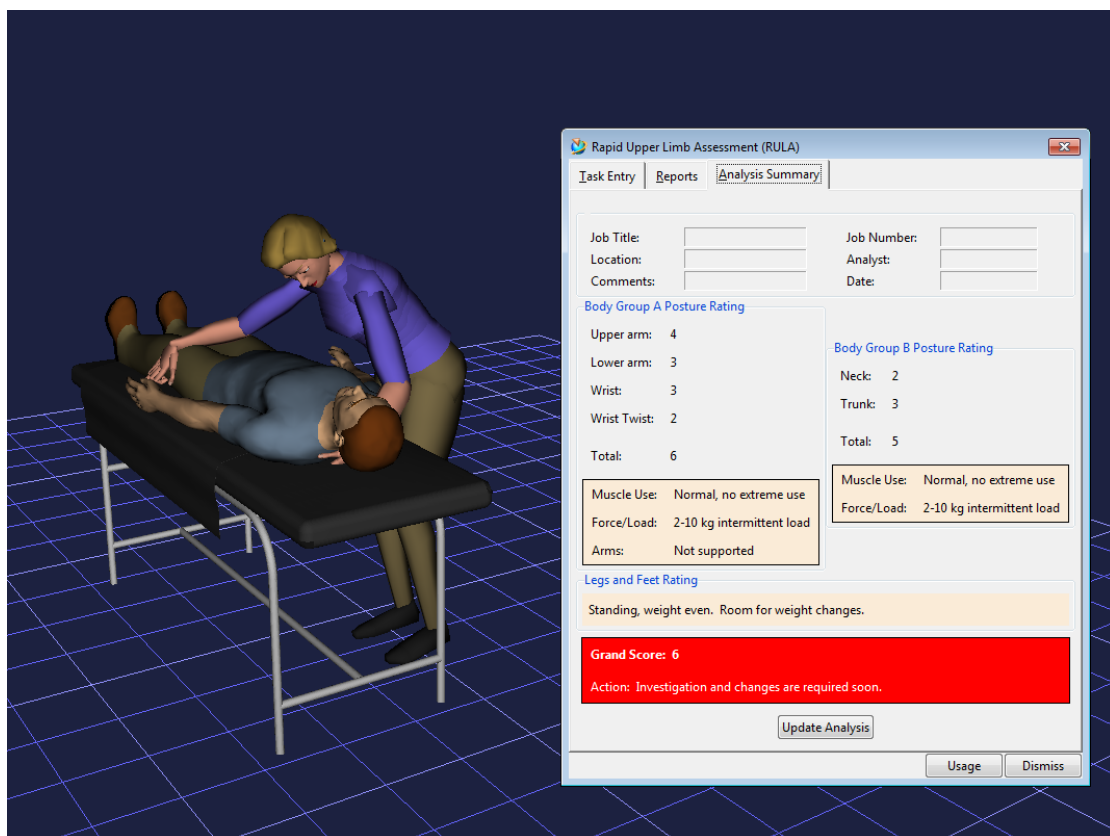 Rapid Upper Limb Assessment (RULA)
Task Entry Reports Analysis Summary
Job Title: Job Number:
Location: Analyst:
Comments: Date:
Body Group A Posture Rating
Upper arm: 4
Lower arm: 3
Wrist: 3
Wrist Twist: 2
Total: 6
Muscle Use: Normal, no extreme use
Force/Load: 2-10 kg intermittent load
Arms: Not supported
Body Group B Posture Rating
Neck: 2
Trunk: 3
Total: 5
Muscle Use: Normal, no extreme use
Force/Load: 2-10 kg intermittent load
Legs and Feet Rating
Standing, weight even. Room for weight changes.
Grand Score: 6
Action: Investigation and changes are required soon.
Update Analysis
Usage Dismiss